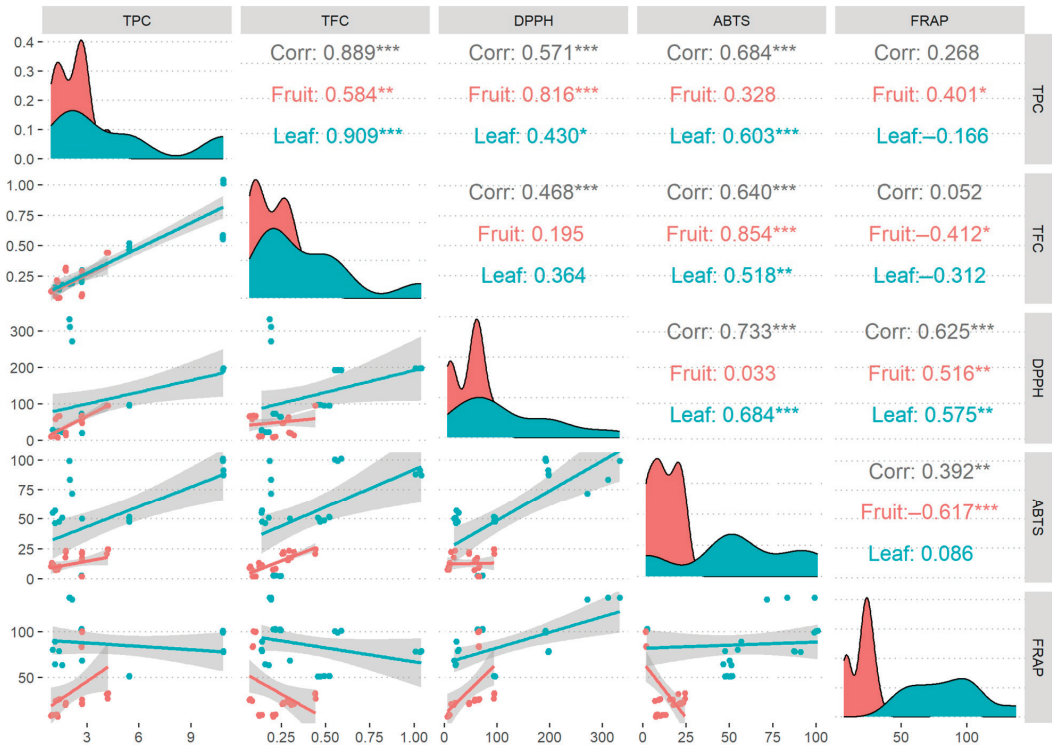 TPC TFC DPPH ABTS FRAP
0.4 Corr: 0.889*** Corr: 0.571*** Corr: 0.684*** Corr: 0.268
0.3
0.2 Fruit: 0.584** Fruit: 0.816*** Fruit: 0.328 Fruit: 0.401* TPC
0.1 Leaf: 0.909*** Leaf: 0.430* Leaf: 0.603*** Leaf:−0.166
0.0
1.00 Corr: 0.468*** Corr: 0.640*** Corr: 0.052
0.75
0.50 Fruit: 0.195 Fruit: 0.854*** Fruit:−0.412* TFC
0.25 Leaf: 0.364 Leaf: 0.518** Leaf:−0.312
300 Corr: 0.733*** Corr: 0.625***
200 Fruit: 0.033 Fruit: 0.516** DPPH
100 Leaf: 0.684*** Leaf: 0.575**
0
100 Corr: 0.392**
75
50 Fruit:−0.617*** ABTS
25 Leaf: 0.086
0
100 FRAP
50
3 6 9 0.25 0.50 0.75 1.00 0 100 200 300 0 25 50 75 100 50 100